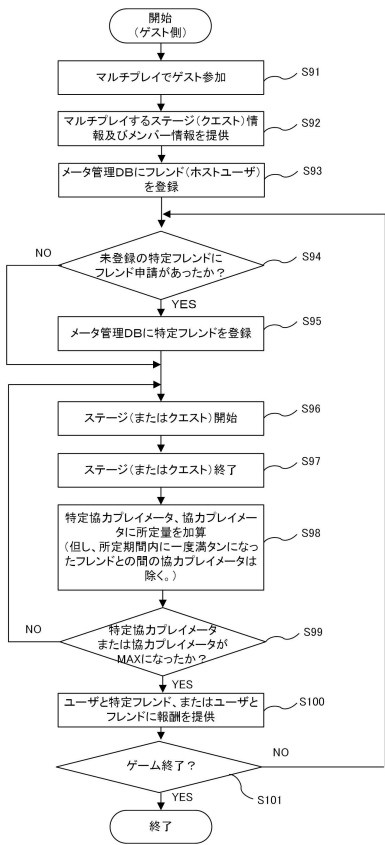 開始
(ゲスト側)
マルチプレイでゲスト参加
S91
マルチプレイするステージ(クエスト)情
報及びメンバー情報を提供
S92
メータ管理DBにフレンド(ホストユーザ)
を登録
S93
未登録の特定フレンドに
フレンド申請があったか?
S94
NO
YES
メータ管理DBに特定フレンドを登録
S95
ステージ(またはクエスト)開始
S96
ステージ(またはクエスト)終了
S97
特定協力プレイメータ、協力プレイメー
タに所定量を加算
(但し、所定期間内に一度満タンになっ
たフレンドとの間の協力プレイメータは
除く。)
S98
特定協力プレイメータ
または協力プレイメータが
MAXになったか?
S99
NO
YES
ユーザと特定フレンド、またはユーザと
フレンドに報酬を提供
S100
ゲーム終了?
NO
YES
S101
終了